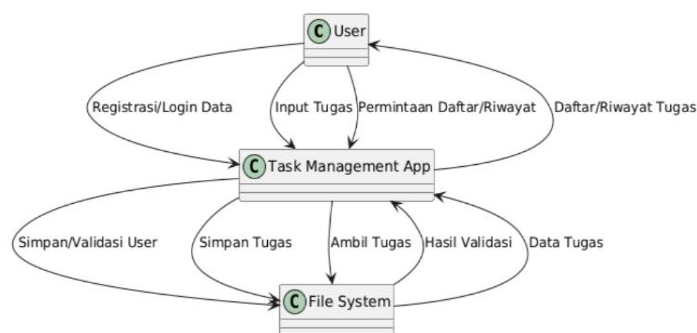 C User
Registrasi/Login Data
Input Tugas
Permintaan Daftar/Riwayat
Daftar/Riwayat Tugas
C Task Management App
Simpan/Validasi User
Simpan Tugas
Ambil Tugas
Hasil Validasi
Data Tugas
C File System